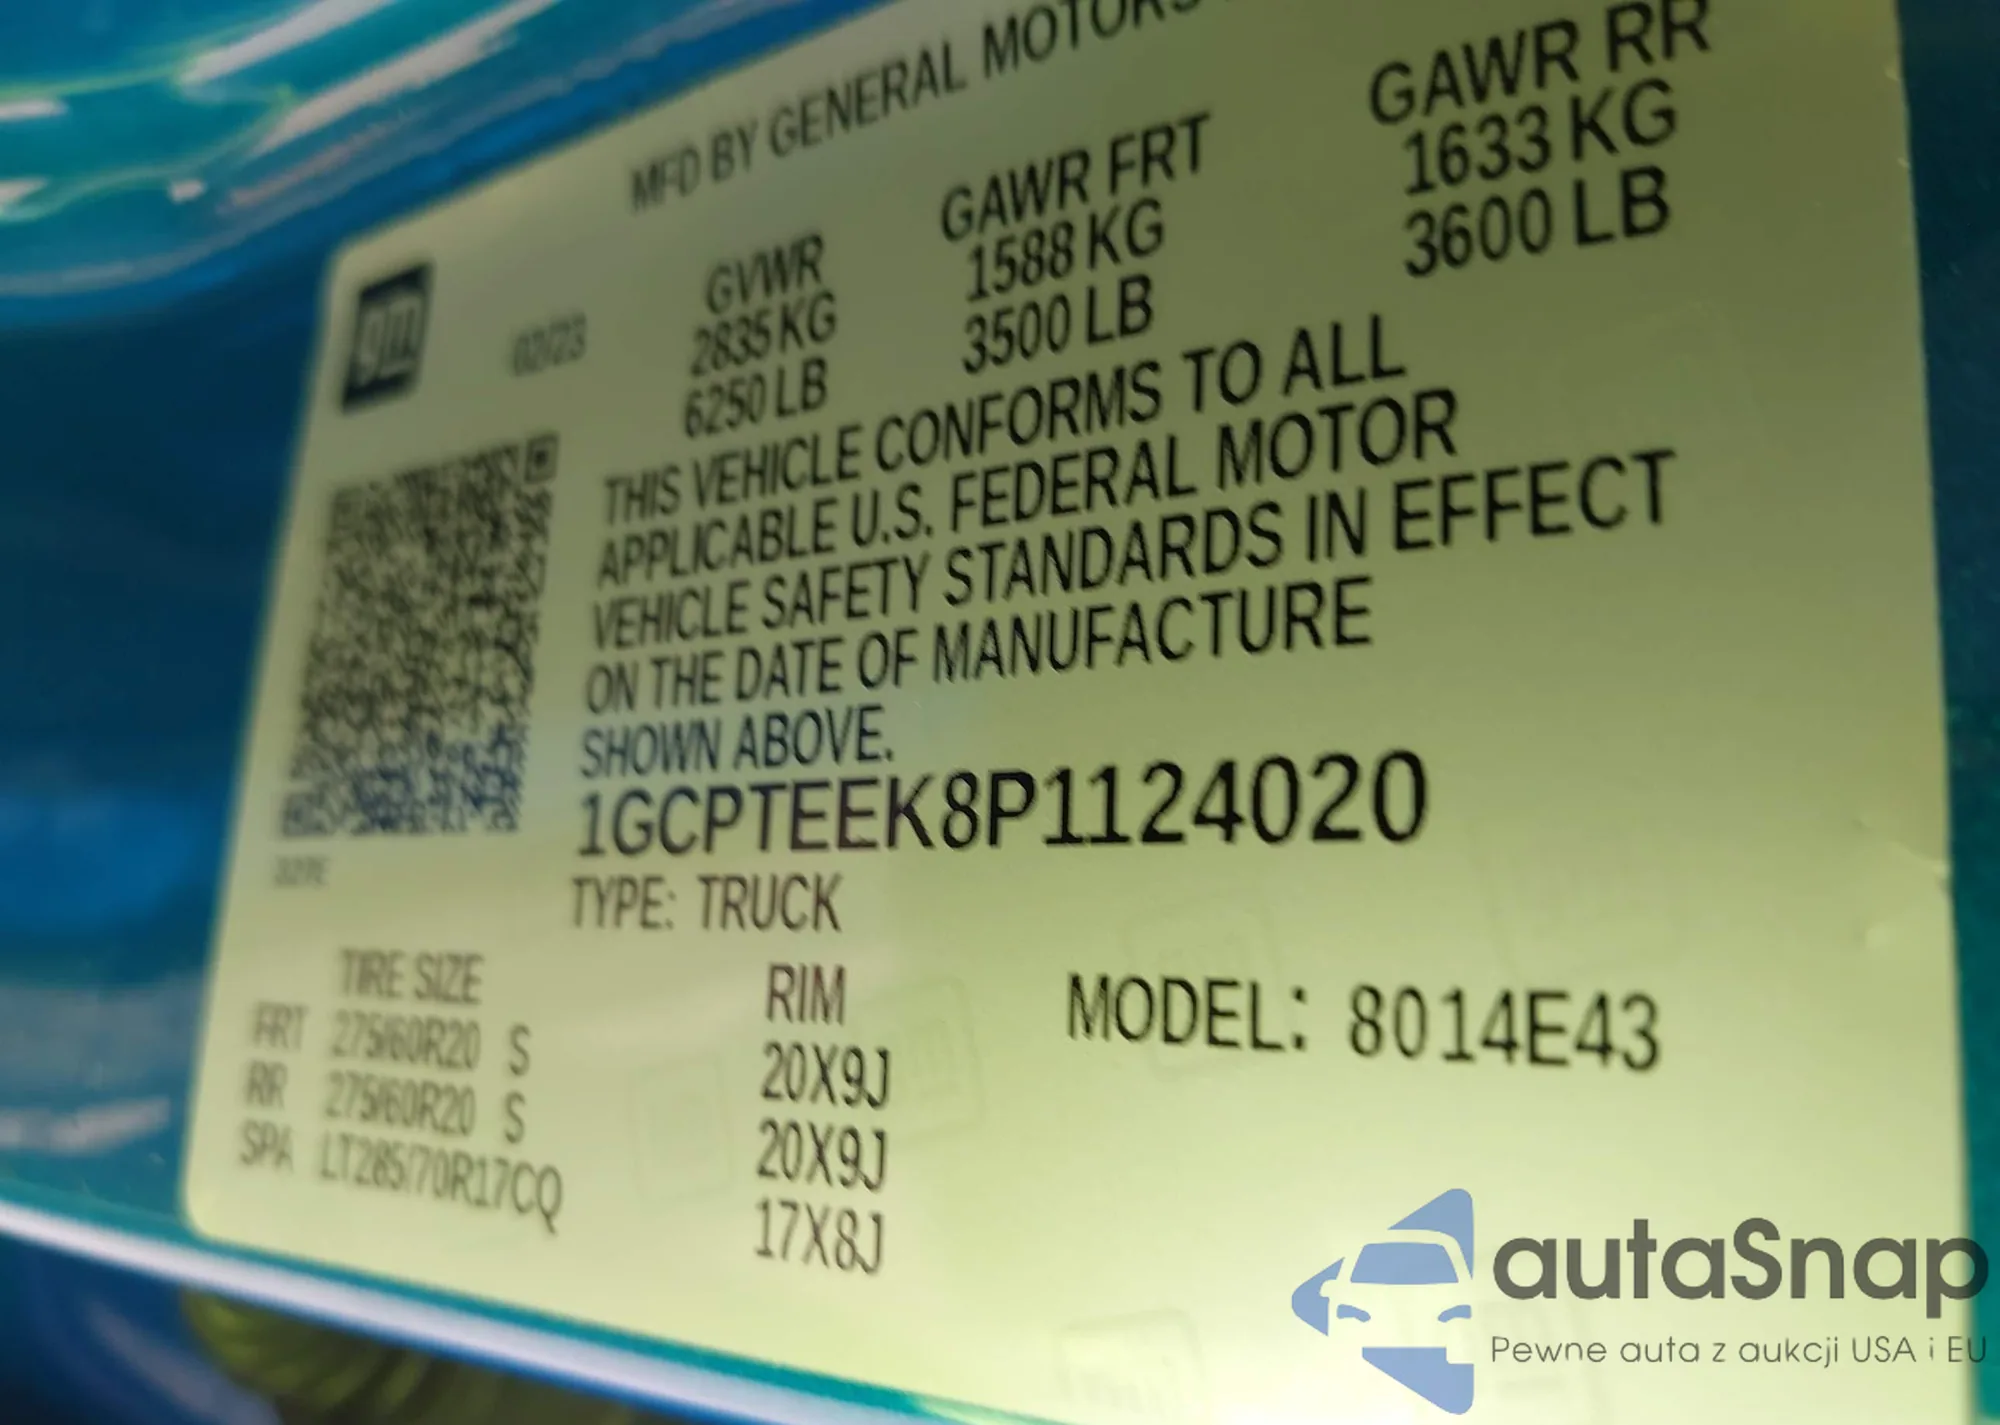 MFD BY GENERAL MOTORS
GAWR RR
1633 KG
3600 LB
GAWR FRT
1588 KG
3500 LB
GVWR
2835 KG
6250 LB
02/23
gm
THIS VEHICLE CONFORMS TO ALL
APPLICABLE U.S. FEDERAL MOTOR
VEHICLE SAFETY STANDARDS IN EFFECT
ON THE DATE OF MANUFACTURE
SHOWN ABOVE.
1GCPTEEK8P1124020
TYPE: TRUCK
TIRE SIZE RIM
FRT 275/60R20 S 20X9J
RR 275/60R20 S 20X9J
SPA LT285/70R17CQ 17X8J
MODEL: 8014E43
autaSnap
Pewne auta z aukcji USA i EU